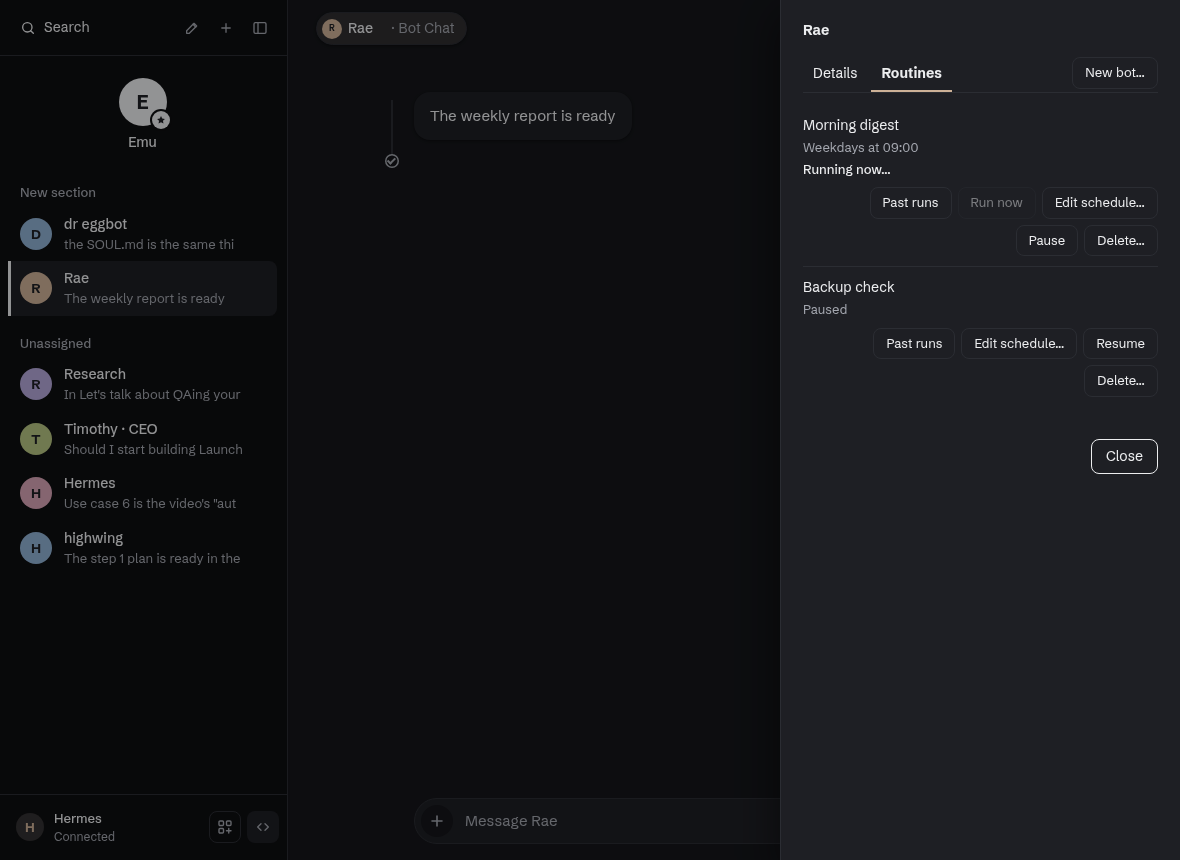 Search
E
Emu
New section
D
dr eggbot
the SOUL.md is the same thi
R
Rae
The weekly report is ready
Unassigned
R
Research
In Let's talk about QAing your
T
Timothy · CEO
Should I start building Launch
H
Hermes
Use case 6 is the video's "aut
H
highwing
The step 1 plan is ready in the
H
Hermes
Connected
R
Rae · Bot Chat
The weekly report is ready
Message Rae
Rae
Details Routines New bot…
Morning digest
Weekdays at 09:00
Running now…
Past runs Run now Edit schedule…
Pause Delete…
Backup check
Paused
Past runs Edit schedule… Resume
Delete…
Close